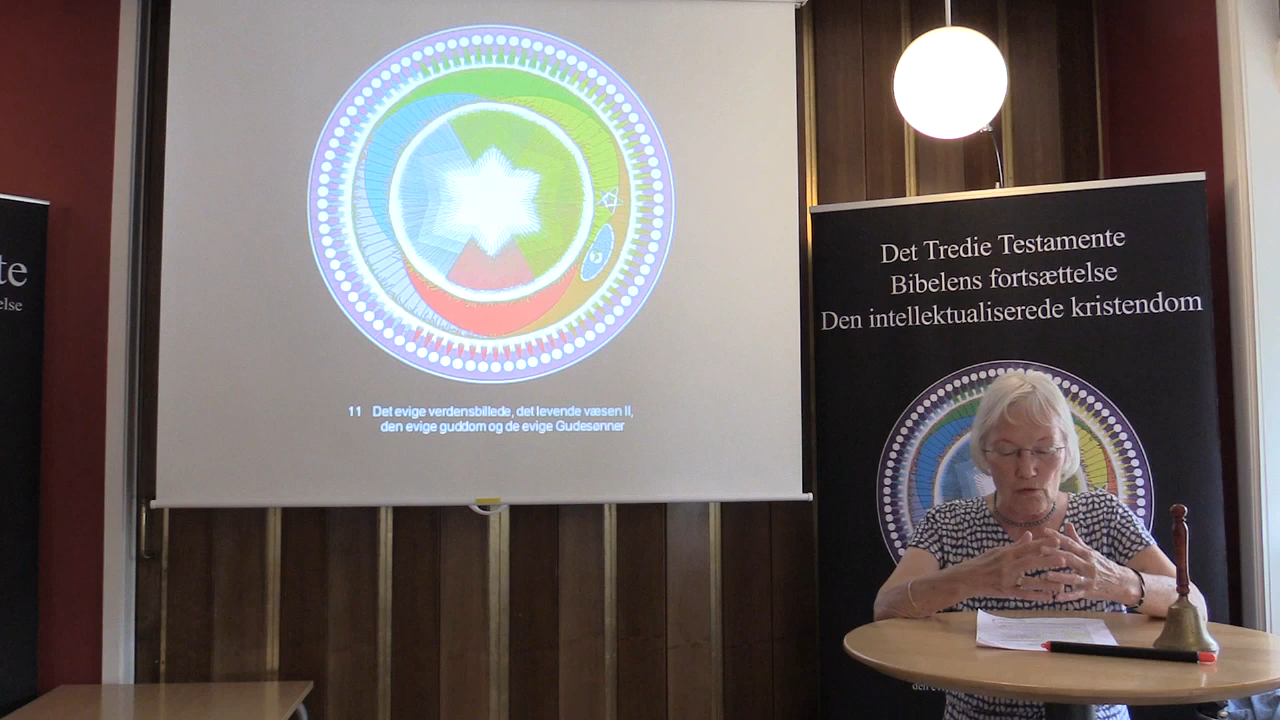 te
else
11 Det evige verdensbillede, det levende væsen II,
den evige guddom og de evige Gudesønner
Det Tredie Testamente
Bibelens fortsættelse
Den intellektualiserede kristendom